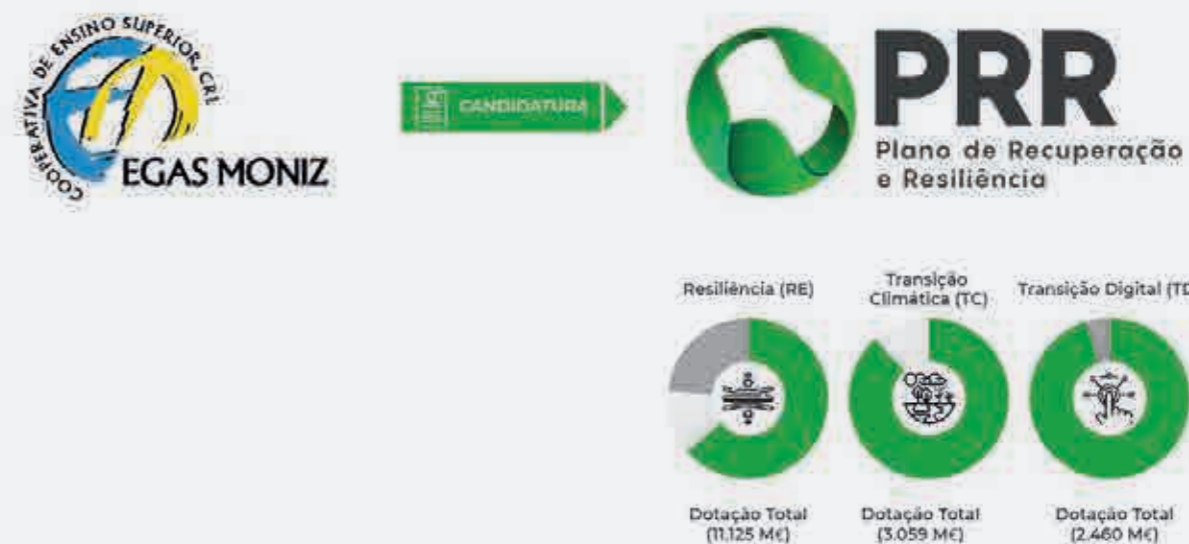 COOPERATIVA DE ENSINO SUPERIOR, CRL
EGAS MONIZ
CANDIDATURA
PRR
Plano de Recuperação
e Resiliência
Resiliência (RE)
Transição
Climática (TC)
Transição Digital (TD
Dotação Total
(11.125 M€)
Dotação Total
(3.059 M€)
Dotação Total
(2.460 M€)